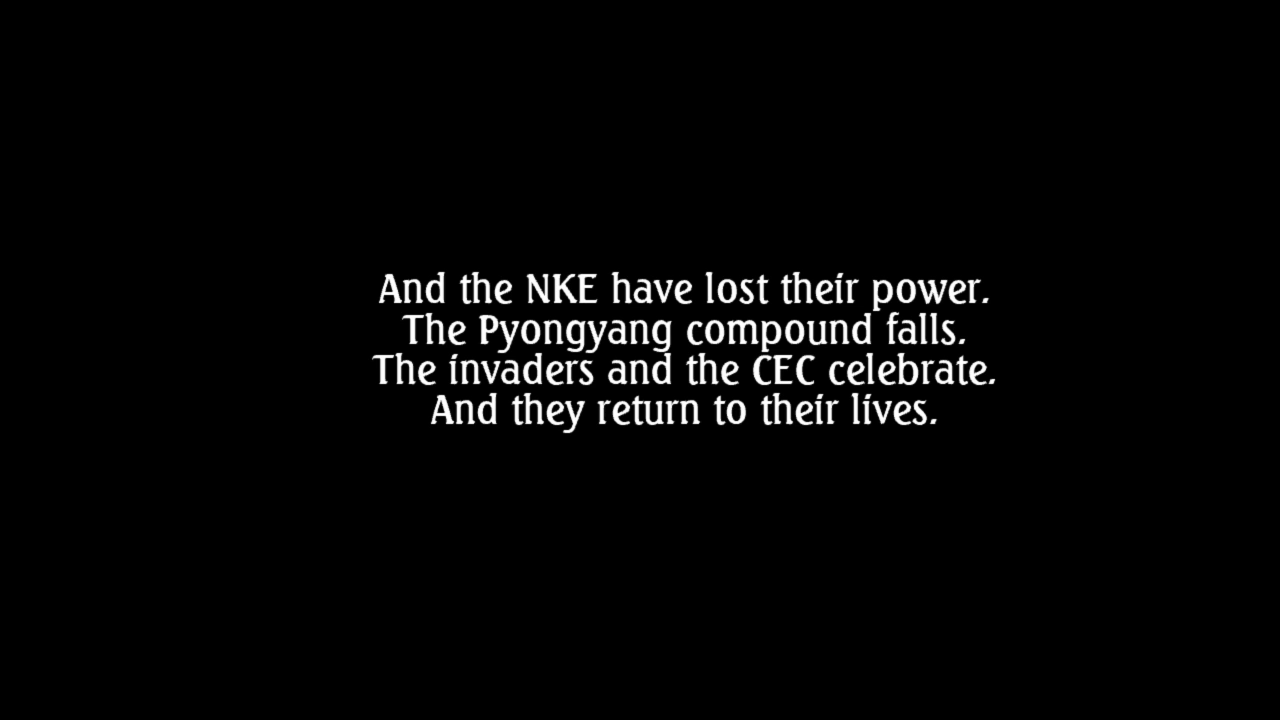 And the NKE have lost their power.
The Pyongyang compound falls.
The invaders and the CEC celebrate.
And they return to their lives.